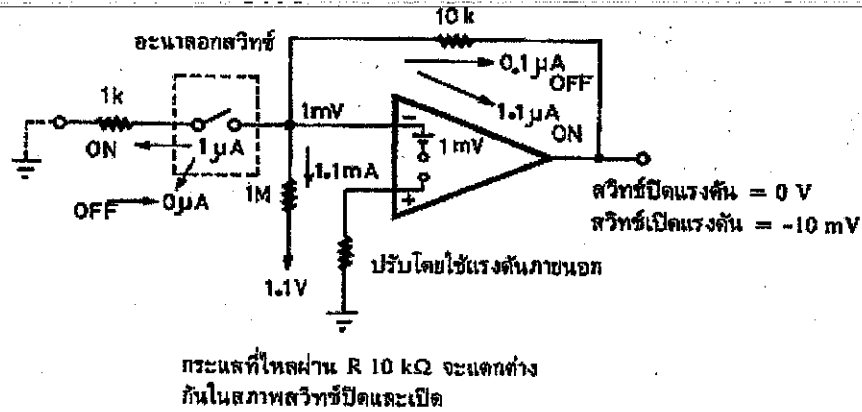 10 k
อะนาลอกสวิทช์
0.1 µA
OFF
1k
1mV
1.1 µA
ON
1 mV
ON
1 µA
1.1mA
OFF
0µA
1M
สวิทช์ปิดแรงดัน = 0 V
สวิทช์เปิดแรงดัน = -10 mV
ปรับโดยใช้แรงดันภายนอก
1.1V
กระแสที่ไหลผ่าน R 10 kΩ จะแตกต่าง
กันในสภาพสวิทช์ปิดและเปิด